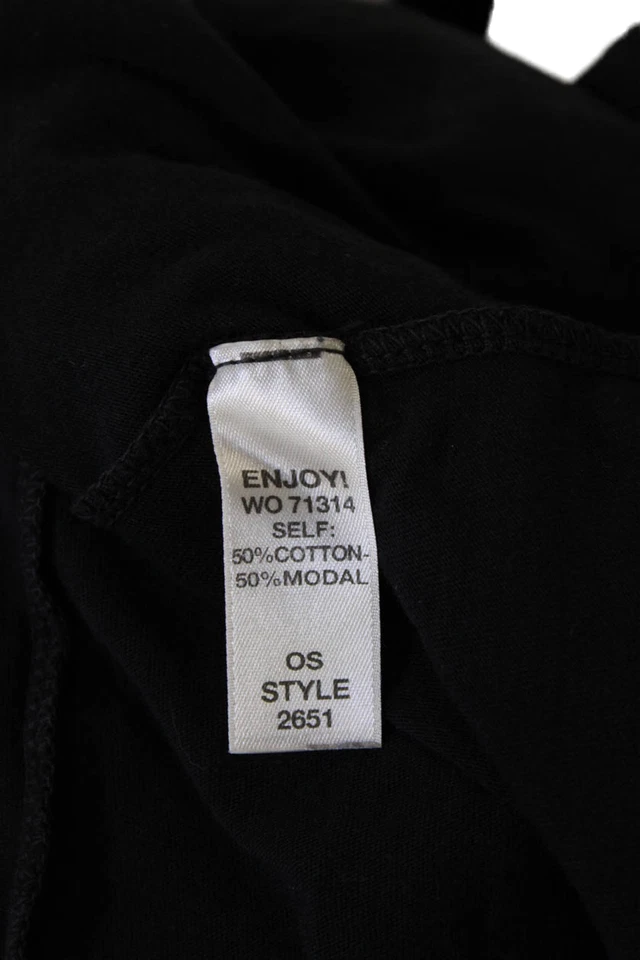 ENJOY!
WO 71314
SELF:
50%COTTON-
50%MODAL
OS
STYLE
2651